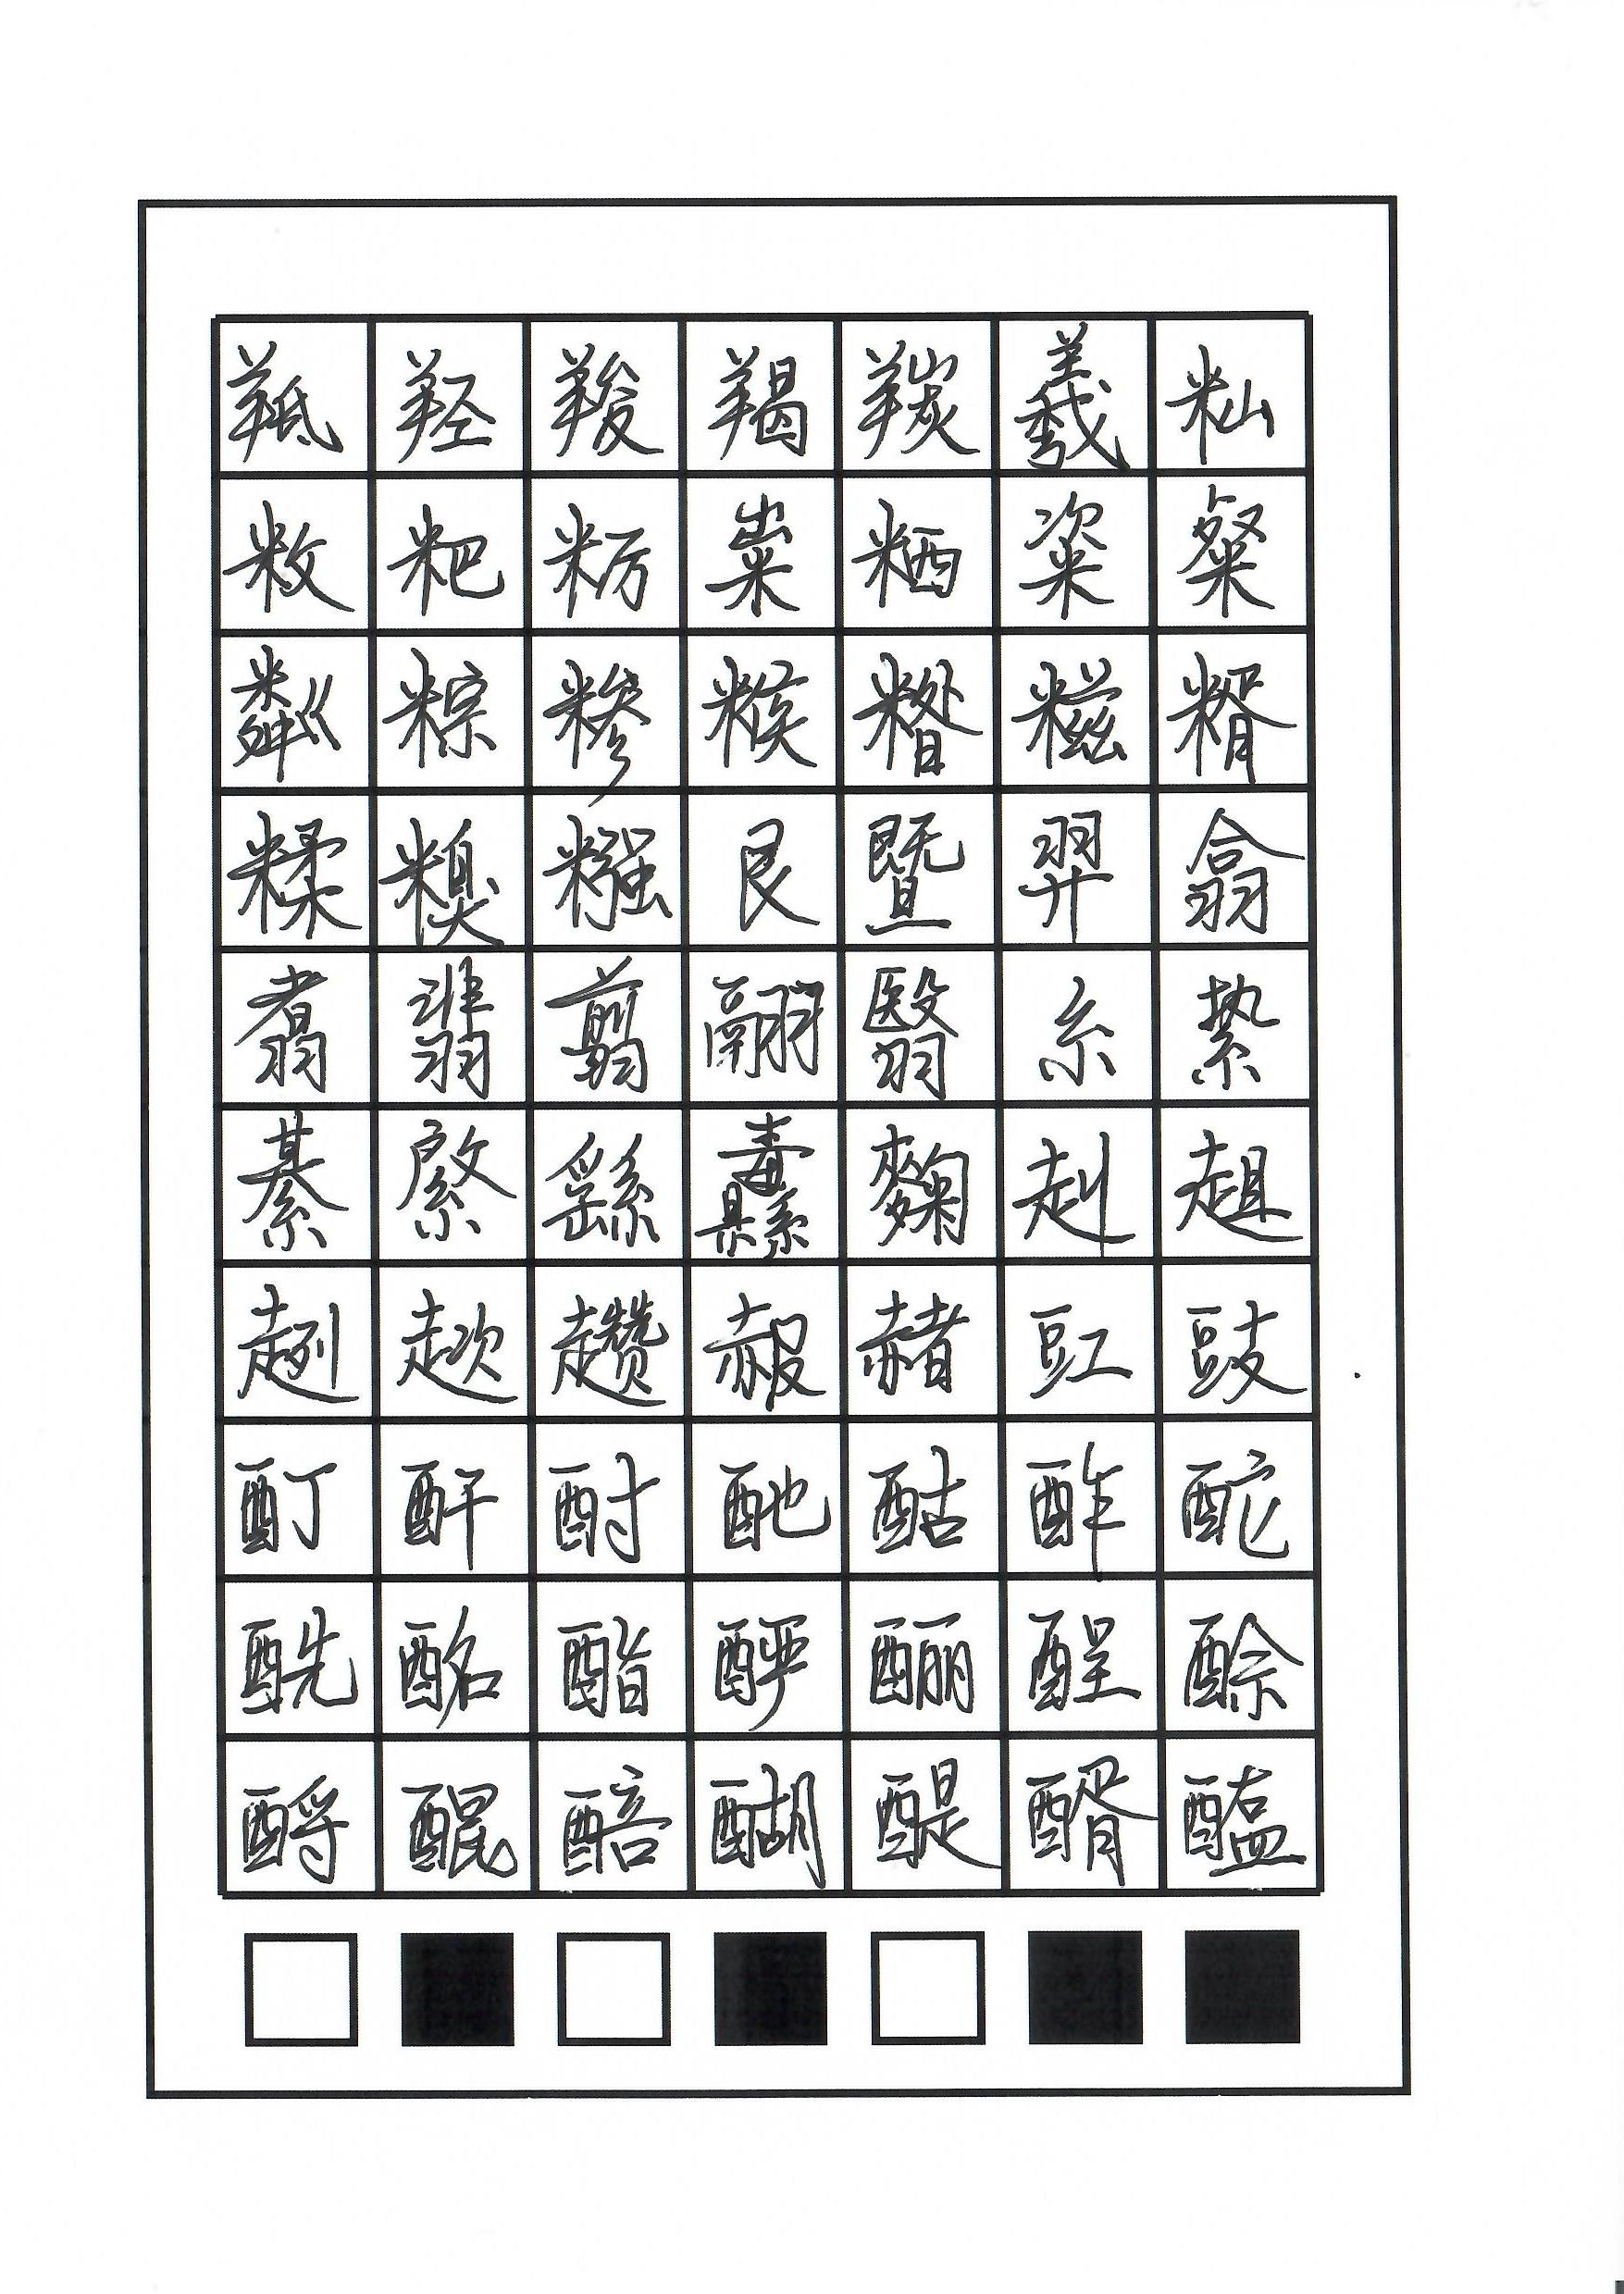 羝羟羧羯羰羲籼
敉粑粝粜粞粢粲
粼粽糁糇糌糍糈
糅糗糨艮暨羿翕
翥翡翦翮翳糸絷
綦綮繇纛麴赳趄
趔趑趱赧赭豇豉
酊酐酎酏酤酢酡
酰酩酯酽酾酲酴
酹醌醅醐醍醑醢